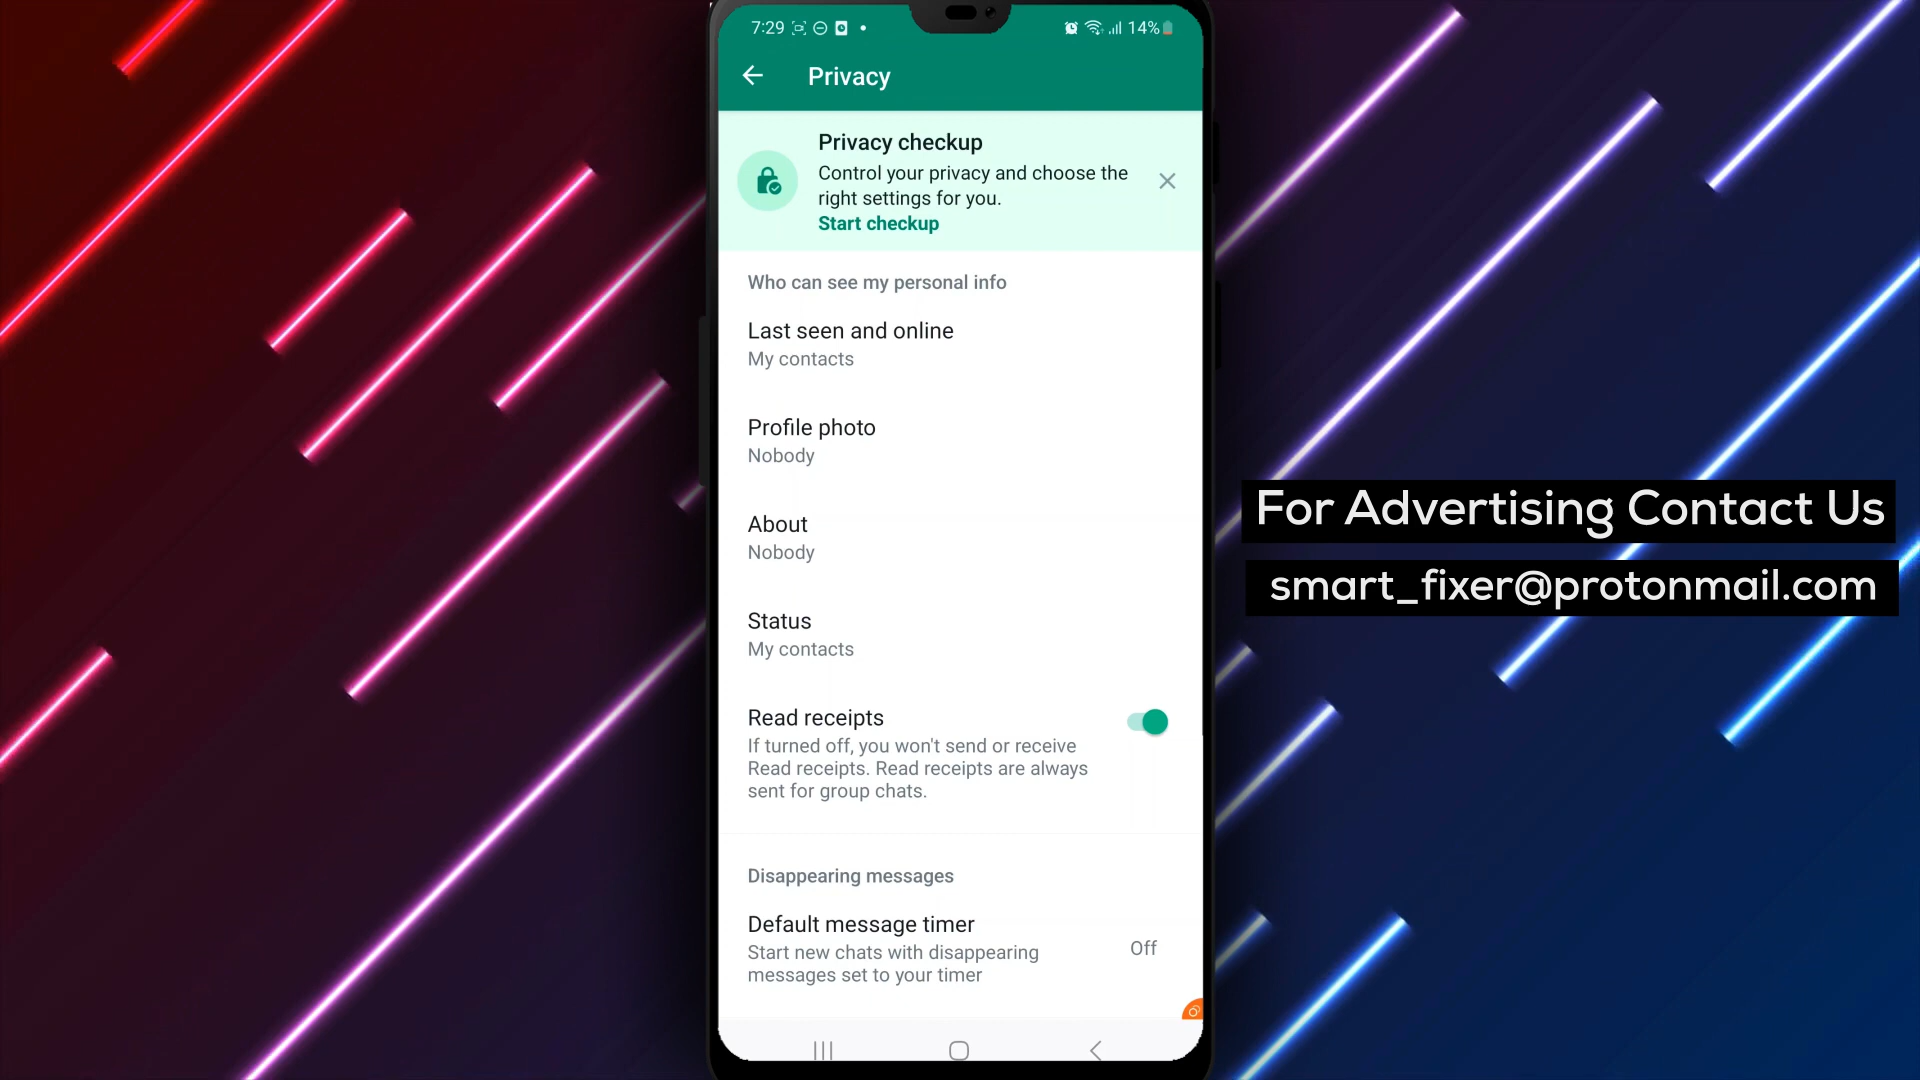 7:29
14%
Privacy
Privacy checkup
Control your privacy and choose the
right settings for you.
Start checkup
Who can see my personal info
Last seen and online
My contacts
Profile photo
Nobody
About
Nobody
Status
My contacts
Read receipts
If turned off, you won't send or receive
Read receipts. Read receipts are always
sent for group chats.
Disappearing messages
Default message timer
Start new chats with disappearing
messages set to your timer
Off
For Advertising Contact Us
smart_fixer@protonmail.com